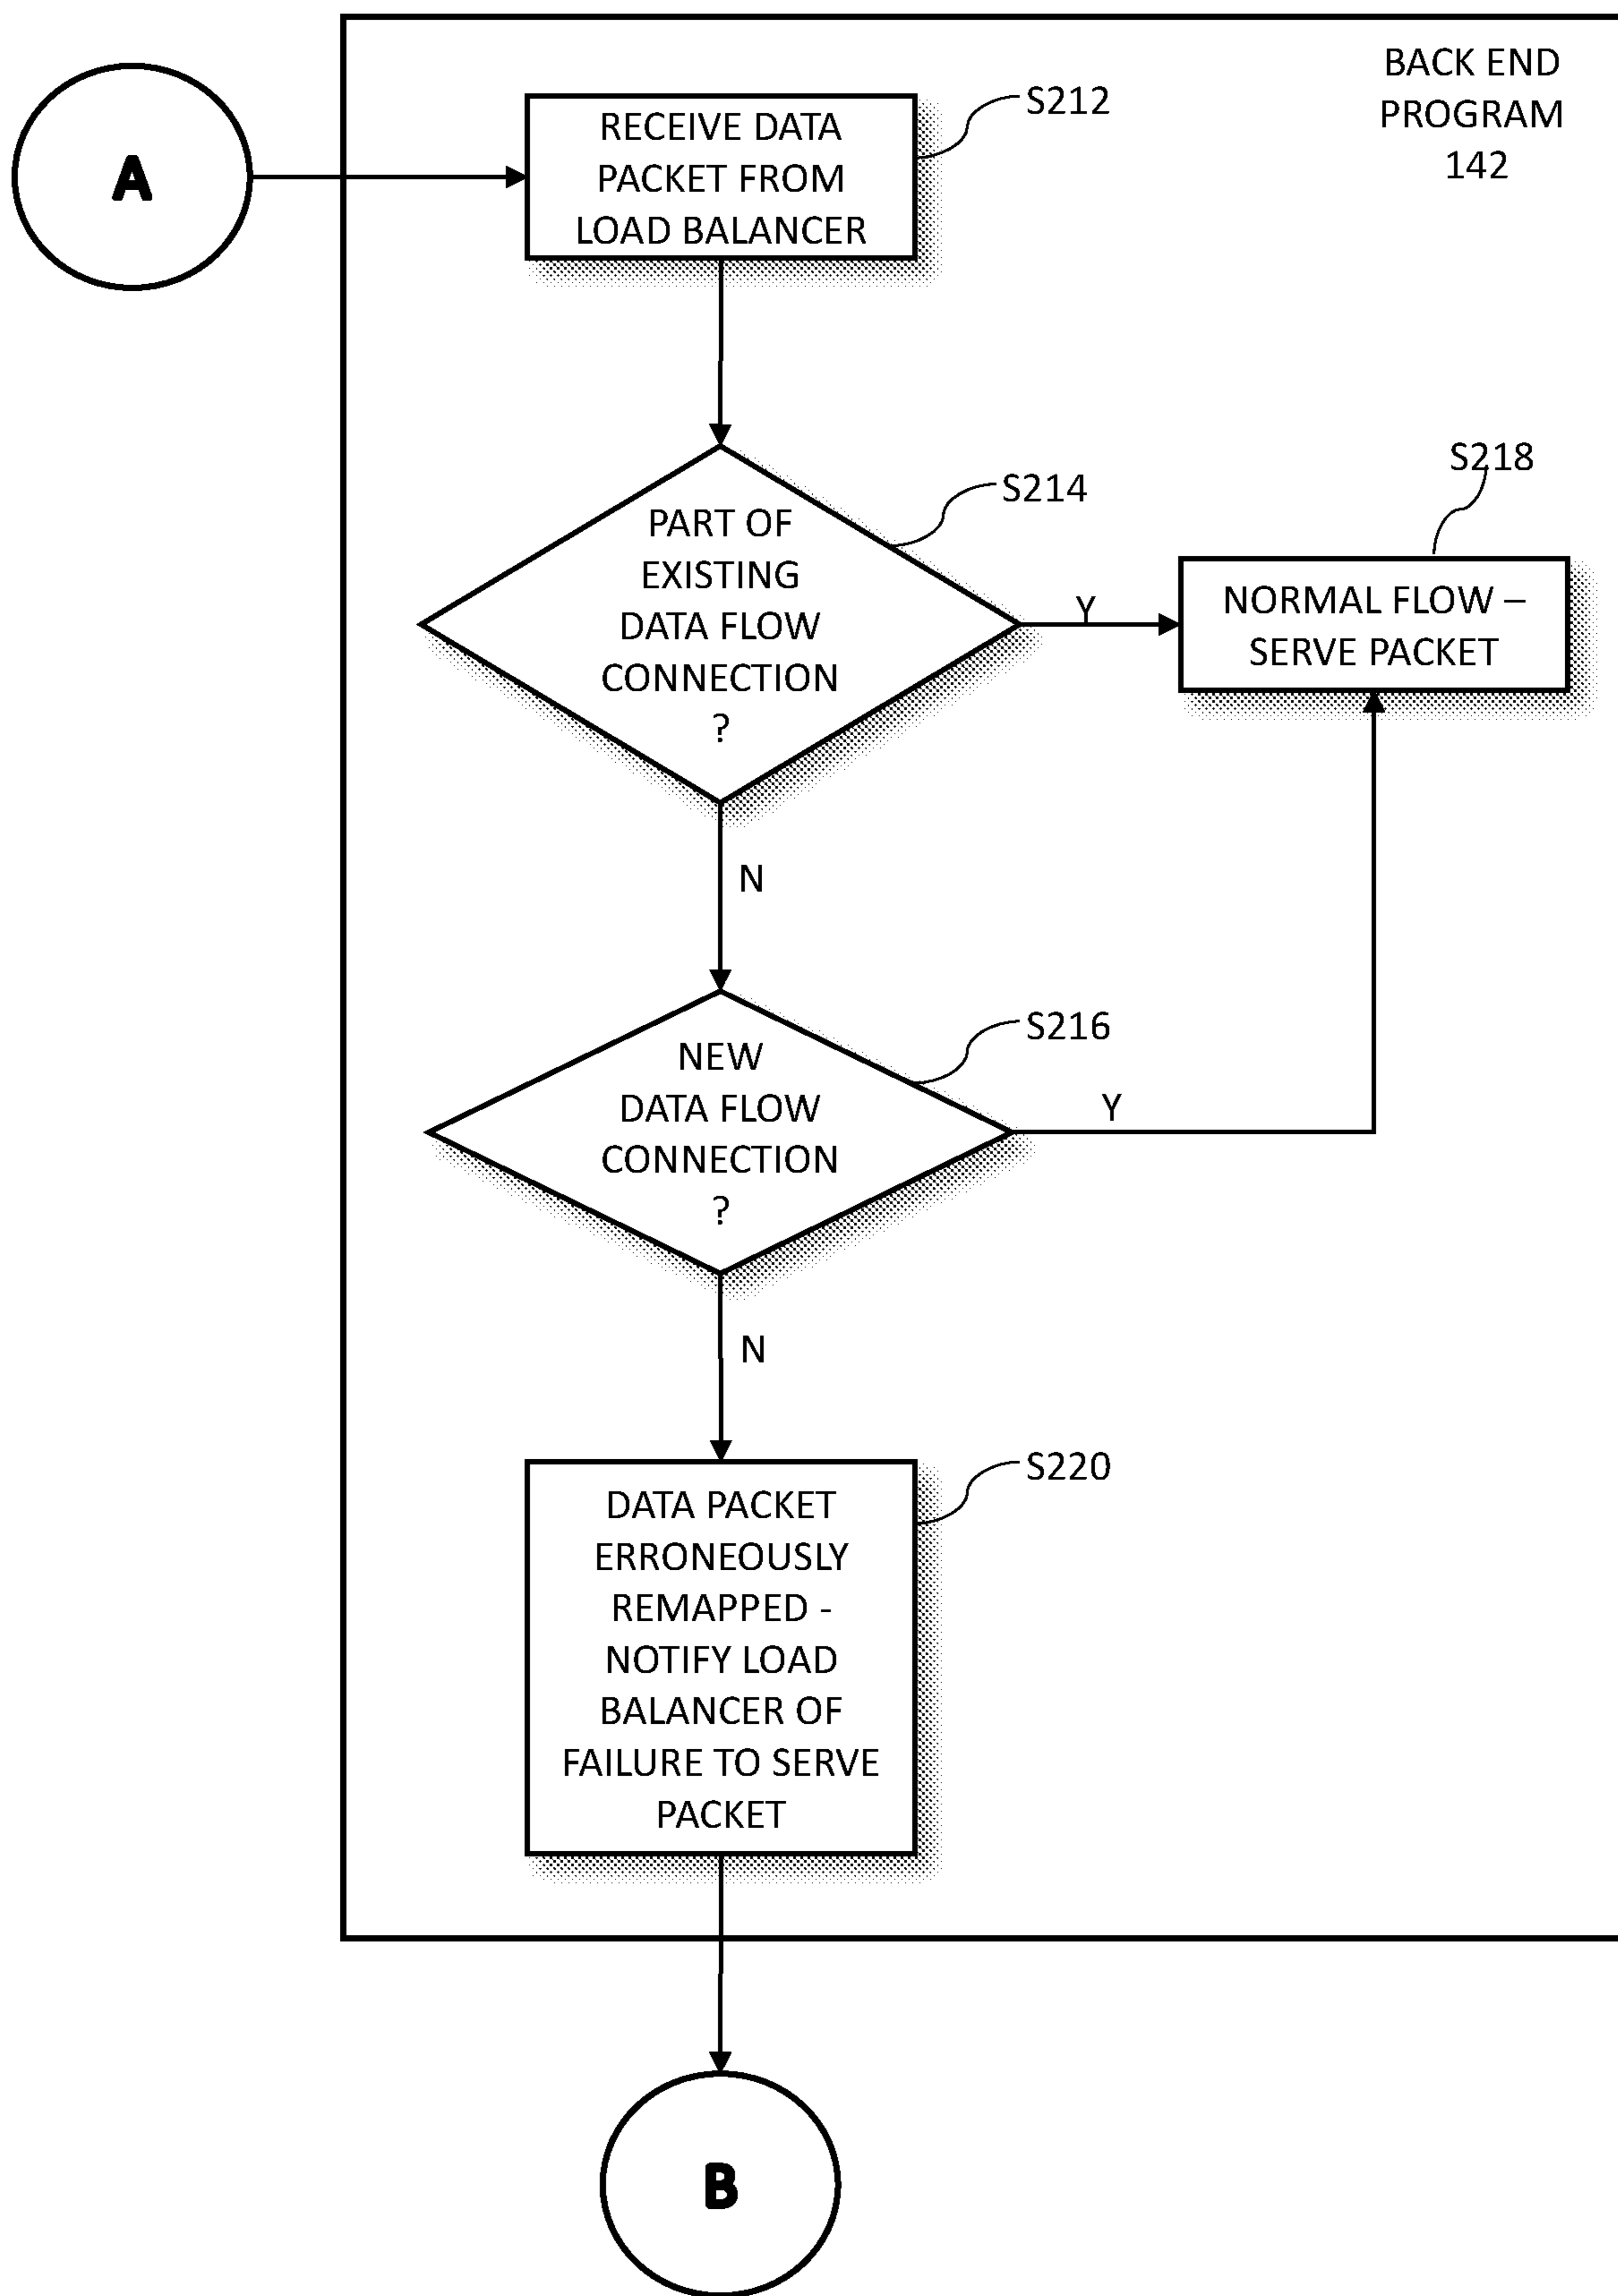 BACK END
PROGRAM
142
A
RECEIVE DATA
PACKET FROM
LOAD BALANCER
S212
PART OF
EXISTING
DATA FLOW
CONNECTION
?
S214
Y
S218
NORMAL FLOW –
SERVE PACKET
N
NEW
DATA FLOW
CONNECTION
?
S216
Y
N
DATA PACKET
ERRONEOUSLY
REMAPPED -
NOTIFY LOAD
BALANCER OF
FAILURE TO SERVE
PACKET
S220
B